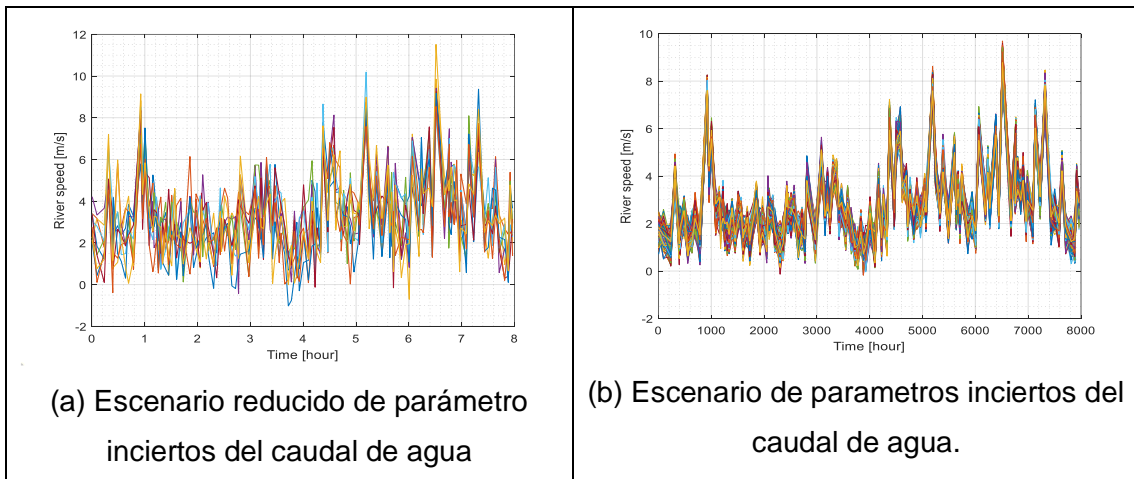 12
10
8
6
4
2
0
-2
0 1 2 3 4 5 6 7 8
River speed [m/s]
Time [hour]
(a) Escenario reducido de parámetro
inciertos del caudal de agua
10
8
6
4
2
0
-2
0 1000 2000 3000 4000 5000 6000 7000 8000
River speed [m/s]
Time [hour]
(b) Escenario de parametros inciertos del
caudal de agua.